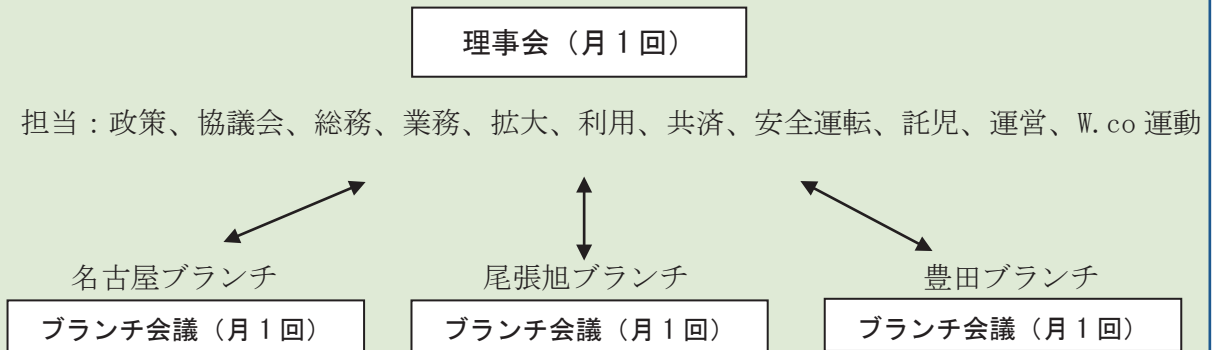 理事会（月1回）
担当：政策、協議会、総務、業務、拡大、利用、共済、安全運転、託児、運営、W.co 運動
名古屋ブランチ
尾張旭ブランチ
豊田ブランチ
ブランチ会議（月1回）
ブランチ会議（月1回）
ブランチ会議（月1回）